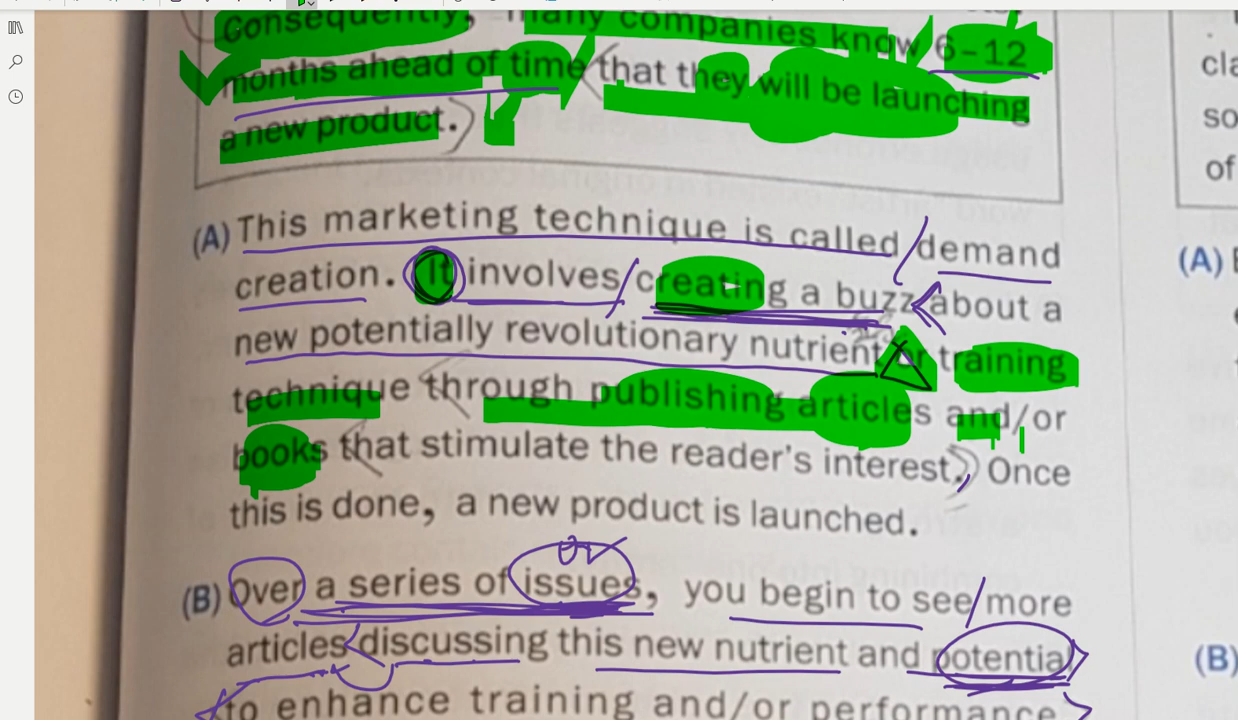 Consequently, many companies know 6-12
months ahead of time that they will be launching
a new product.
(A) This marketing technique is called demand
creation. It involves creating a buzz about a
new potentially revolutionary nutrient or training
technique through publishing articles and/or
books that stimulate the reader's interest. Once
this is done, a new product is launched.
(B) Over a series of issues, you begin to see more
articles discussing this new nutrient and potential
to enhance training and/or performance.
cla
so
of
(A)
(B)